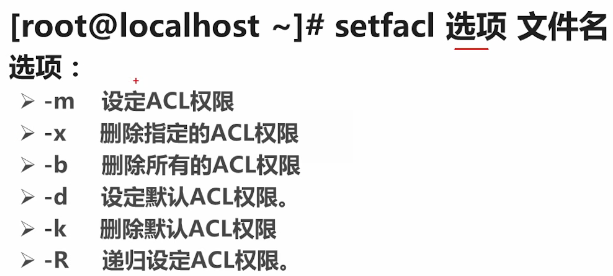 [root@localhost ~]# setfacl 选项 文件名
选项：
➢ -m 设定ACL权限
➢ -x 删除指定的ACL权限
➢ -b 删除所有的ACL权限
➢ -d 设定默认ACL权限。
➢ -k 删除默认ACL权限
➢ -R 递归设定ACL权限。